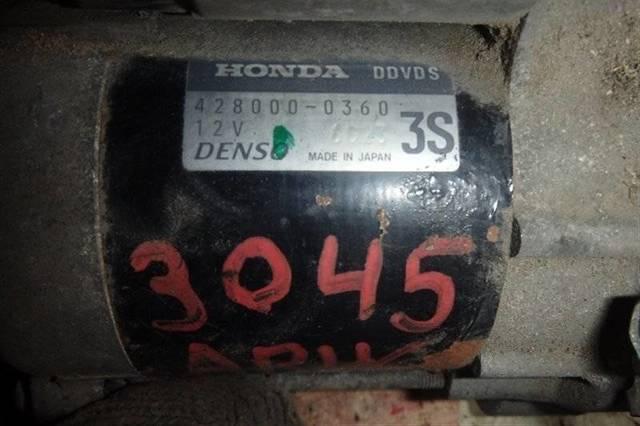 HONDA DDVDS
428000-0360
12V 3S
DENSO MADE IN JAPAN
3045